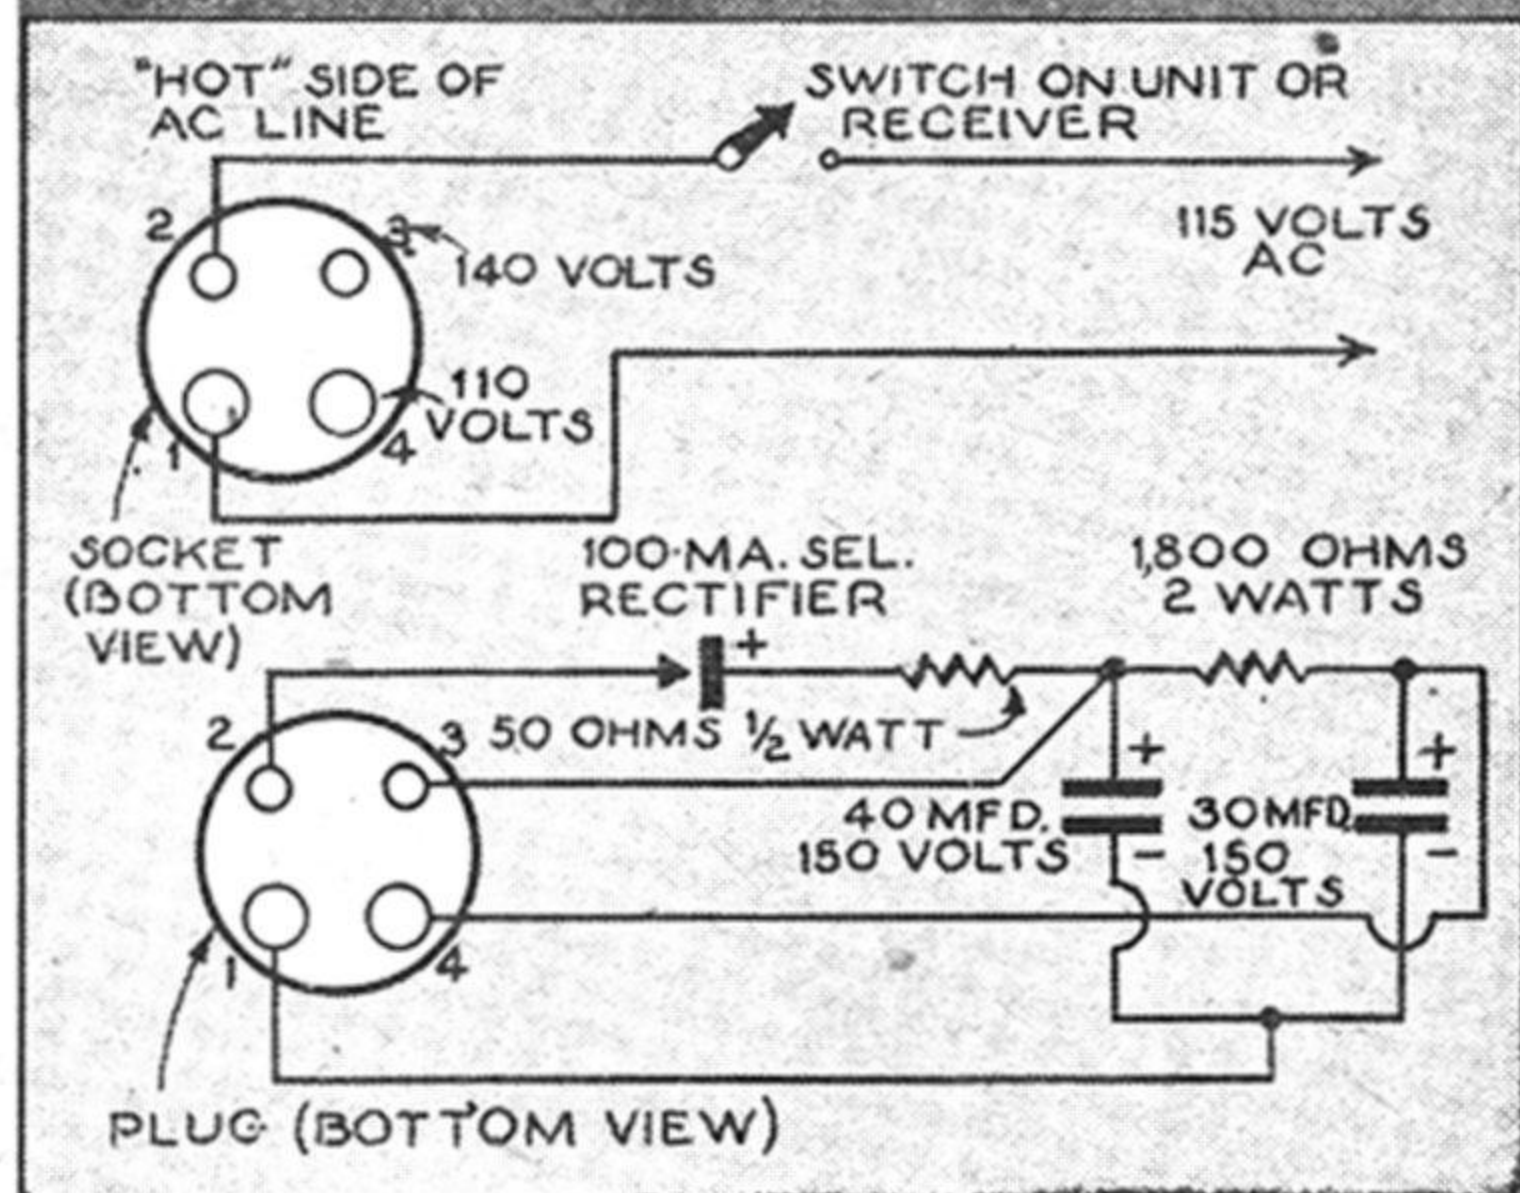 "HOT" SIDE OF
AC LINE
SWITCH ON UNIT OR
RECEIVER
115 VOLTS
AC
2
3
140 VOLTS
110
VOLTS
1
4
SOCKET
(BOTTOM
VIEW)
100-MA. SEL.
RECTIFIER
1,800 OHMS
2 WATTS
+
2
3
50 OHMS ½ WATT
+
+
40 MFD.
150 VOLTS
30 MFD.
150
VOLTS
-
-
1
4
PLUG (BOTTOM VIEW)